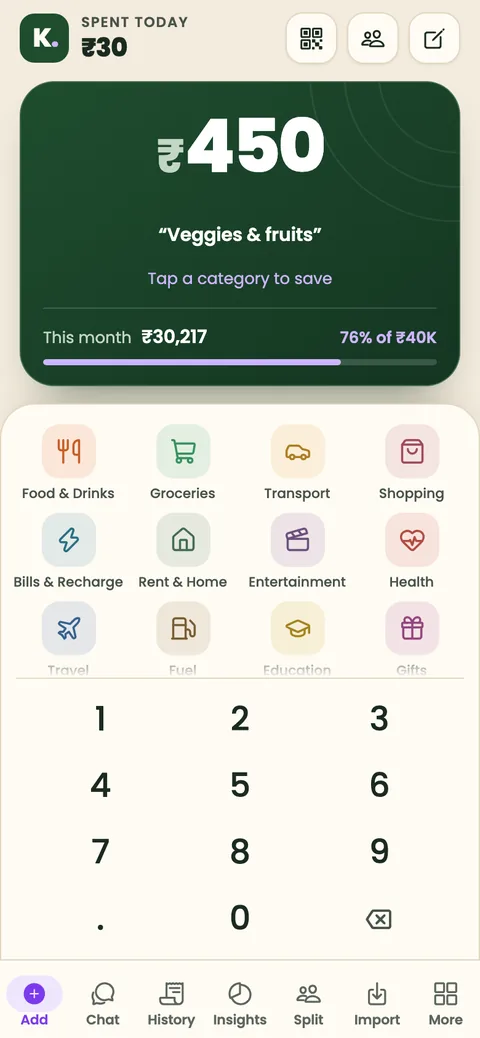 K.
SPENT TODAY
₹30
₹450
“Veggies & fruits”
Tap a category to save
This month ₹30,217 76% of ₹40K
Food & Drinks Groceries Transport Shopping
Bills & Recharge Rent & Home Entertainment Health
Travel Fuel Education Gifts
1 2 3
4 5 6
7 8 9
. 0
Add Chat History Insights Split Import More